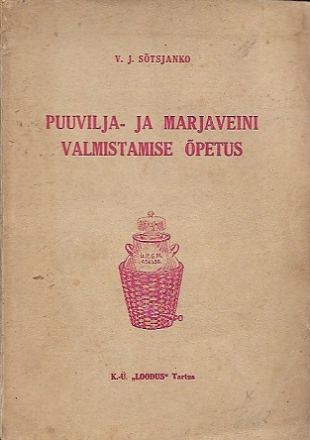 V. J. SÕTSJANKO
PUUVILJA- JA MARJAVEINI
VALMISTAMISE ÕPETUS
K.-Ü. „LOODUS“ Tartus